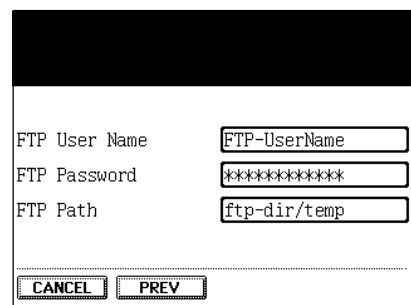 FTP User Name FTP-UserName
FTP Password ************
FTP Path ftp-dir/temp
CANCEL PREV